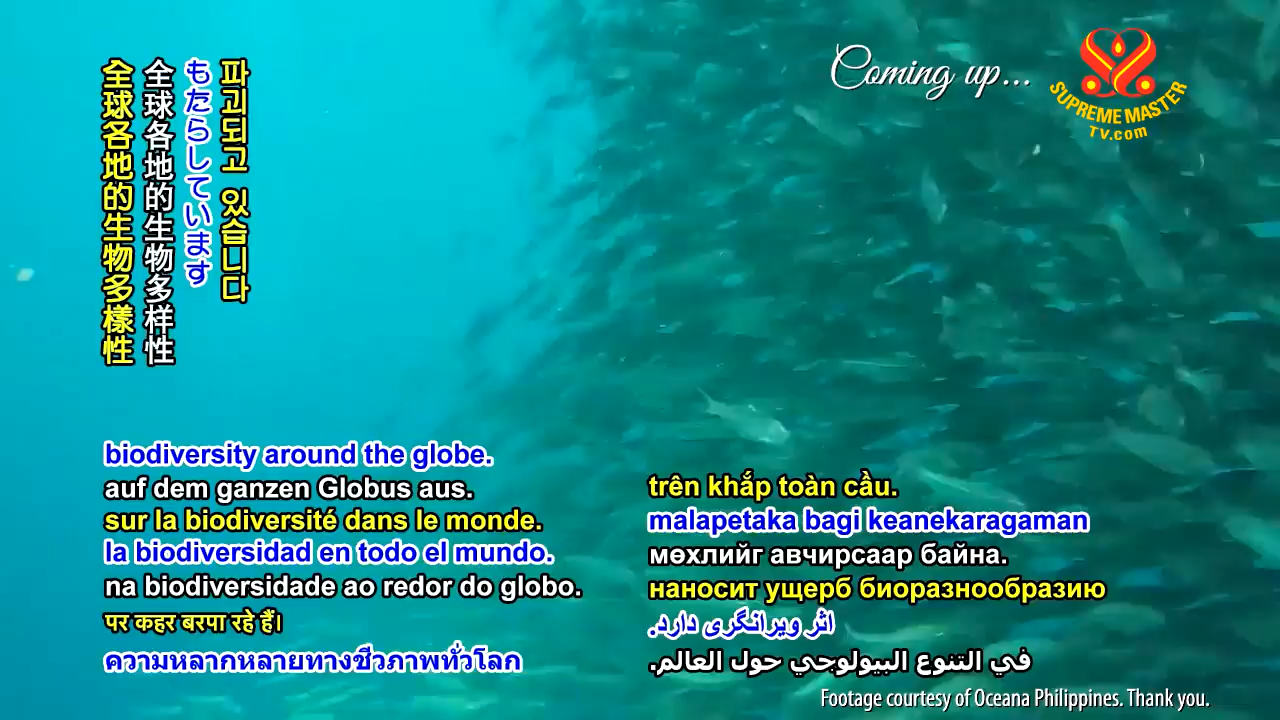 Coming up...
SUPREME MASTER
TV.com
파괴되고 있습니다
もたらしています
全球各地的生物多样性
全球各地的生物多樣性
biodiversity around the globe.
auf dem ganzen Globus aus.
sur la biodiversité dans le monde.
la biodiversidad en todo el mundo.
na biodiversidade ao redor do globo.
पर कहर बरपा रहे हैं।
ความหลากหลายทางชีวภาพทั่วโลก
trên khắp toàn cầu.
malapetaka bagi keanekaragaman
мөхлийг авчирсаар байна.
наносит ущерб биоразнообразию
اثر ویرانگری دارد.
في التنوع البيولوجي حول العالم.
Footage courtesy of Oceana Philippines. Thank you.